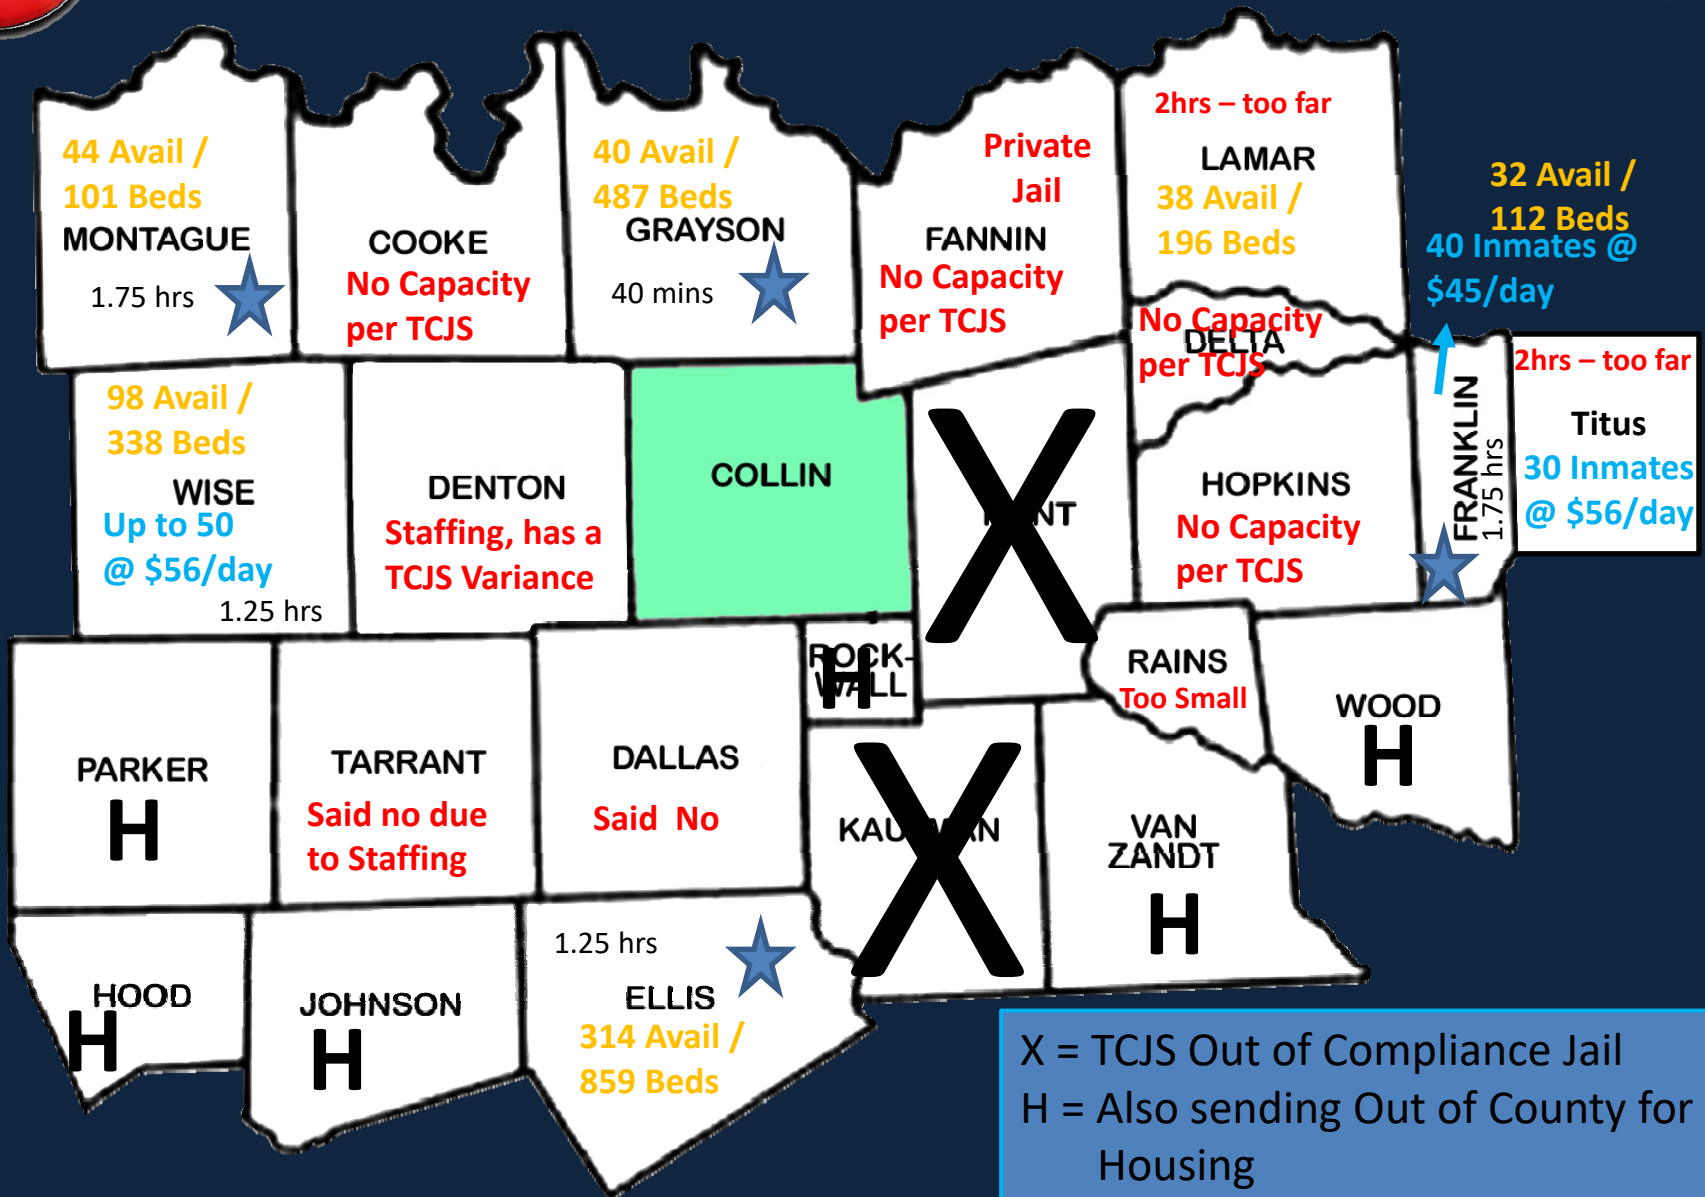 44 Avail /
101 Beds
MONTAGUE
1.75 hrs
COOKE
No Capacity
per TCJS
40 Avail /
487 Beds
GRAYSON
40 mins
Private
Jail
FANNIN
No Capacity
per TCJS
2hrs – too far
LAMAR
38 Avail /
196 Beds
32 Avail /
112 Beds
40 Inmates @
$45/day
No Capacity
DELTA
per TCJS
98 Avail /
338 Beds
WISE
Up to 50
@ $56/day
1.25 hrs
DENTON
Staffing, has a
TCJS Variance
COLLIN
X
NT
HOPKINS
No Capacity
per TCJS
FRANKLIN
1.75 hrs
2hrs – too far
Titus
30 Inmates
@ $56/day
ROCK-
WALL
H
RAINS
Too Small
WOOD
H
PARKER
H
TARRANT
Said no due
to Staffing
DALLAS
Said No
KAUFMAN
X
VAN
ZANDT
H
HOOD
H
JOHNSON
H
1.25 hrs
ELLIS
314 Avail /
859 Beds
X = TCJS Out of Compliance Jail
H = Also sending Out of County for
Housing